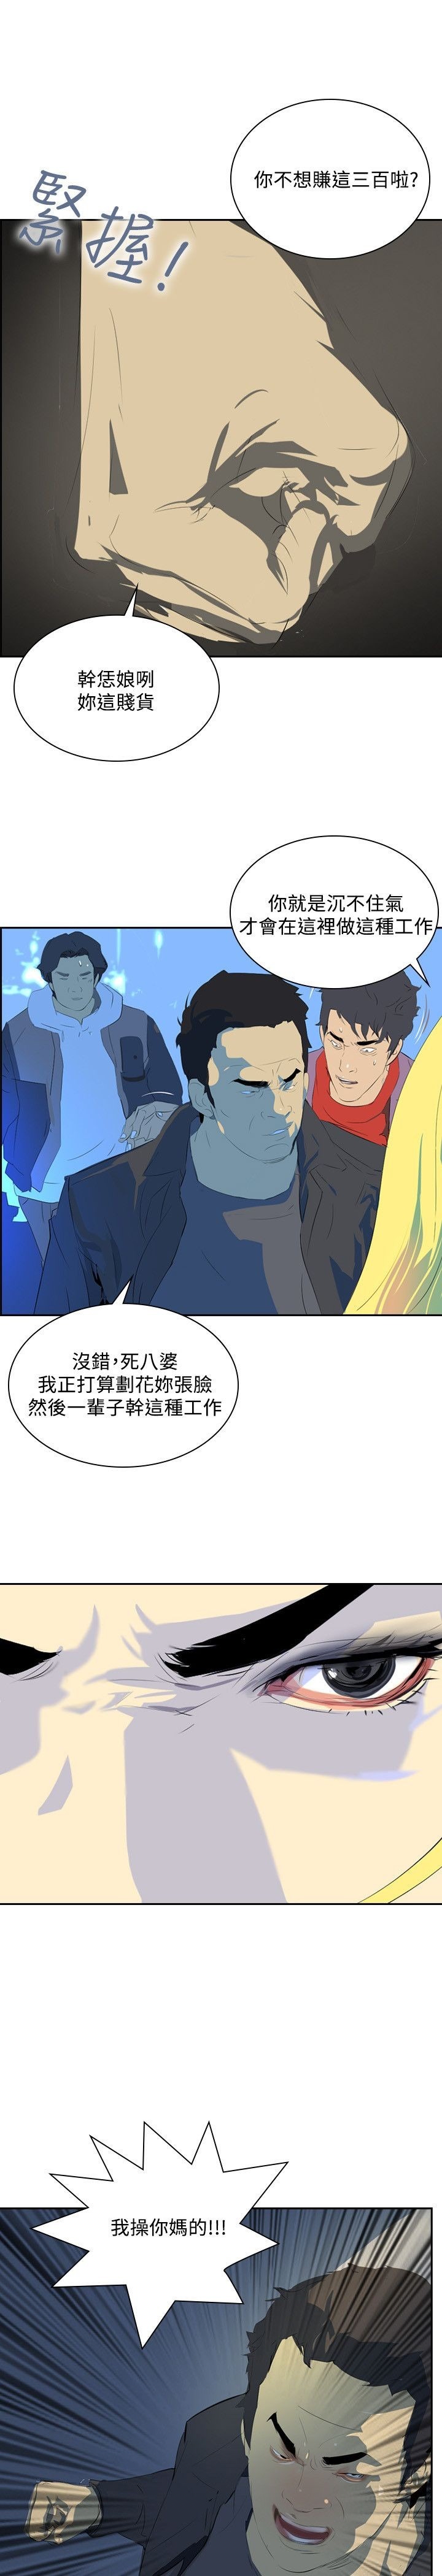 你不想賺這三百啦?
緊握!
幹恁娘咧
妳這賤貨
你就是沉不住氣
才會在這裡做這種工作
沒錯,死八婆
我正打算劃花妳張臉
然後一輩子幹這種工作
我操你媽的!!!